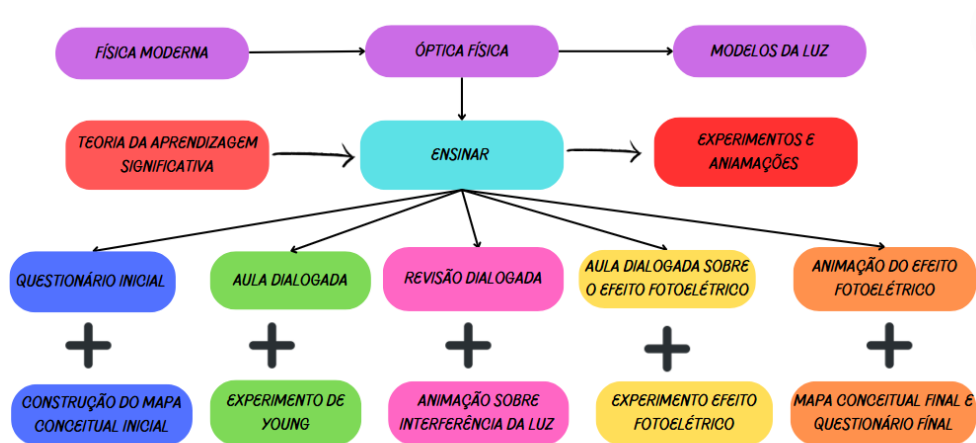 FÍSICA MODERNA
ÓPTICA FÍSICA
MODELOS DA LUZ
TEORIA DA APRENDIZAGEM
SIGNIFICATIVA
ENSINAR
EXPERIMENTOS E
ANIAMAÇÕES
QUESTIONÁRIO INICIAL
AULA DIALOGADA
REVISÃO DIALOGADA
AULA DIALOGADA SOBRE
O EFEITO FOTOELÉTRICO
ANIMAÇÃO DO EFEITO
FOTOELÉTRICO
+ + + + +
CONSTRUÇÃO DO MAPA
CONCEITUAL INICIAL
EXPERIMENTO DE
YOUNG
ANIMAÇÃO SOBRE
INTERFERÊNCIA DA LUZ
EXPERIMENTO EFEITO
FOTOELÉTRICO
MAPA CONCEITUAL FINAL E
QUESTIONÁRIO FÍNAL